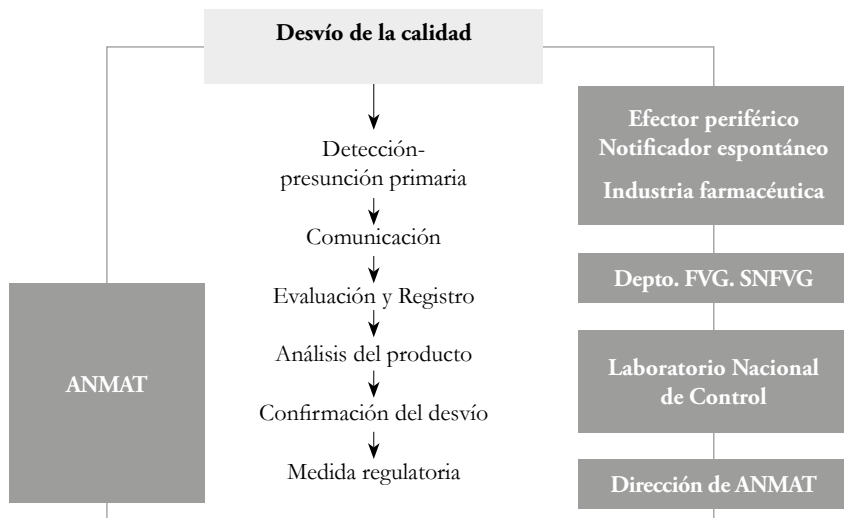 Desvío de la calidad
Detección-
presunción primaria
Comunicación
Evaluación y Registro
Análisis del producto
Confirmación del desvío
Medida regulatoria
ANMAT
Efector periférico
Notificador espontáneo
Industria farmacéutica
Depto. FVG. SNFVG
Laboratorio Nacional
de Control
Dirección de ANMAT